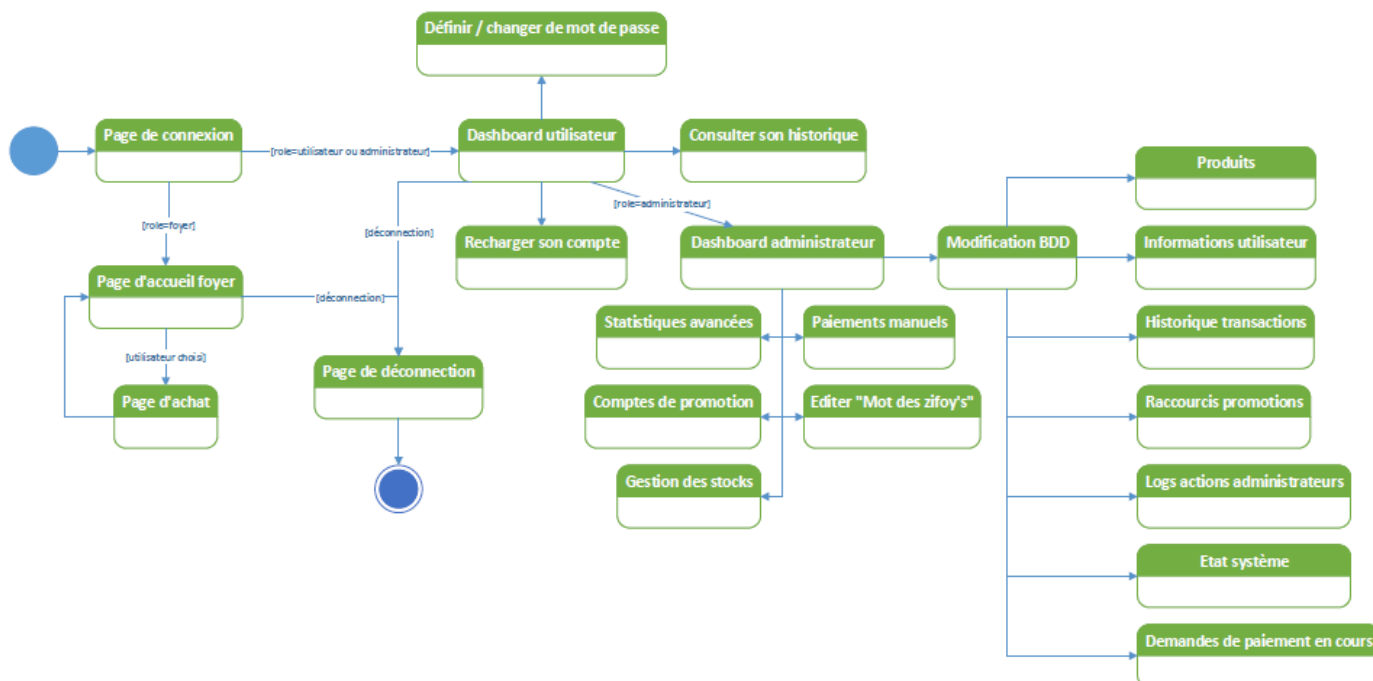 Définir / changer de mot de passe
Page de connexion
[role=utilisateur ou administrateur]
Dashboard utilisateur
Consulter son historique
Produits
[role=foyer]
[déconnection]
[role=administrateur]
Recharger son compte
Dashboard administrateur
Modification BDD
Informations utilisateur
Page d'accueil foyer
[déconnection]
Statistiques avancées
Paiements manuels
Historique transactions
[utilisateur choisi]
Page de déconnection
Page d'achat
Comptes de promotion
Editer "Mot des zifoy's"
Raccourcis promotions
Gestion des stocks
Logs actions administrateurs
Etat système
Demandes de paiement en cours